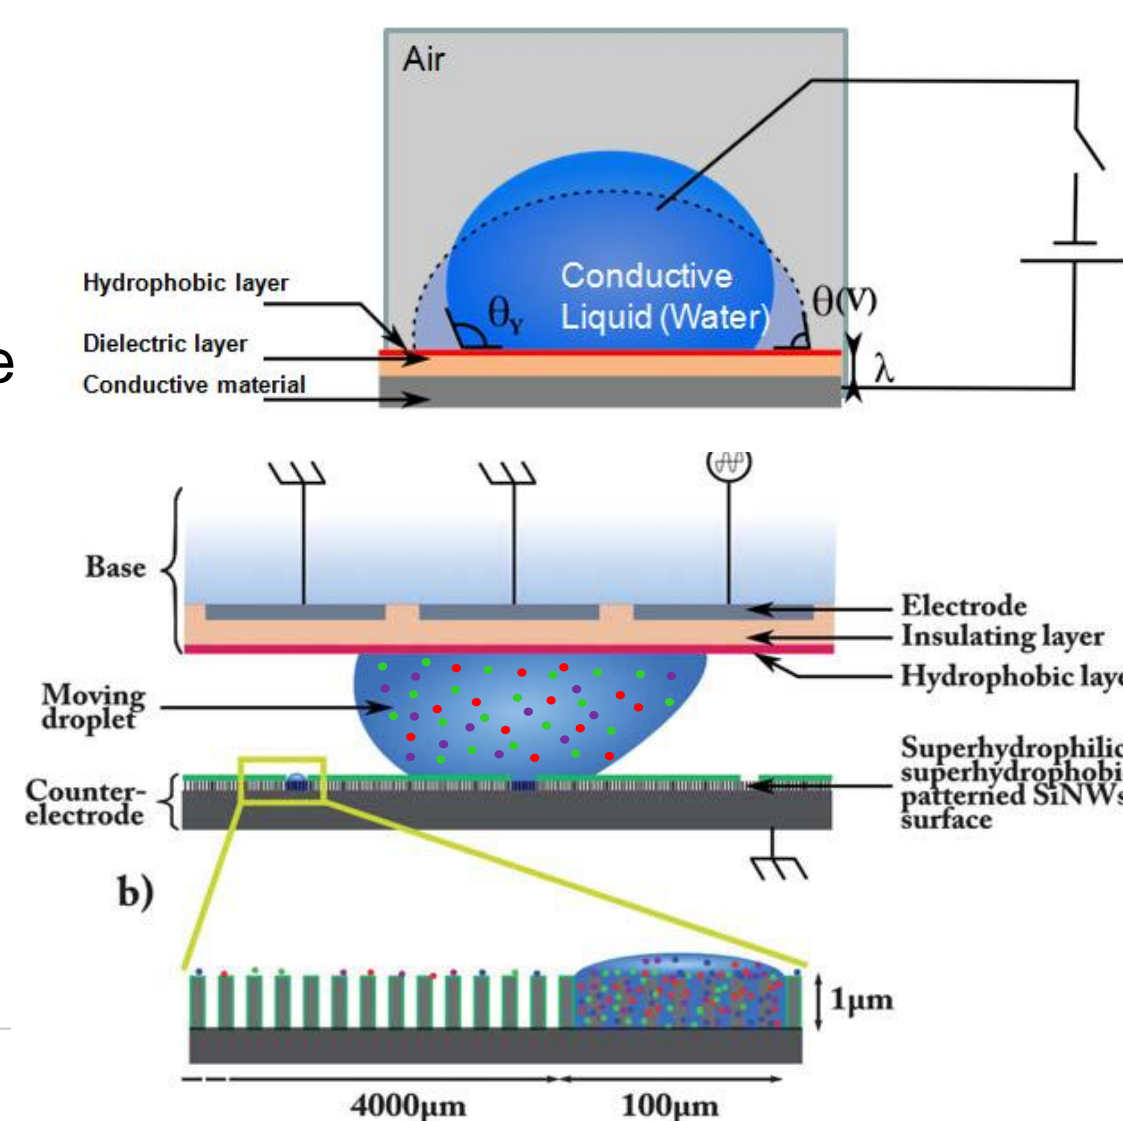 Air
Hydrophobic layer
Conductive
Liquid (Water)
θY
θ(V)
Dielectric layer
Conductive material
λ
e
Base
Electrode
Insulating layer
Hydrophobic laye
Moving
droplet
Counter-
electrode
Superhydrophilic
superhydrophobi
patterned SiNWs
surface
b)
1µm
4000µm
100µm